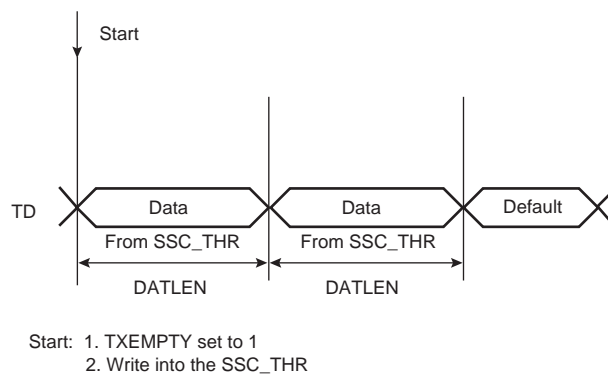 Start
TD
Data
Data
Default
From SSC_THR
From SSC_THR
DATLEN
DATLEN
Start: 1. TXEMPTY set to 1
2. Write into the SSC_THR